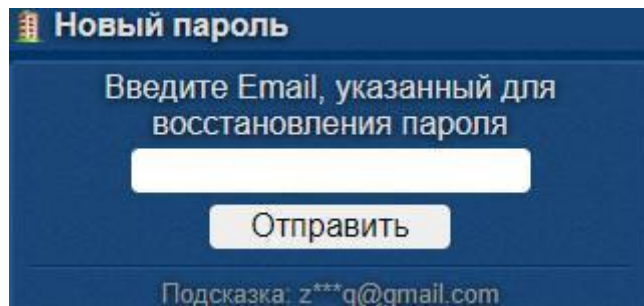 Новый пароль
Введите Email, указанный для
восстановления пароля
Отправить
Подсказка: z***q@gmail.com